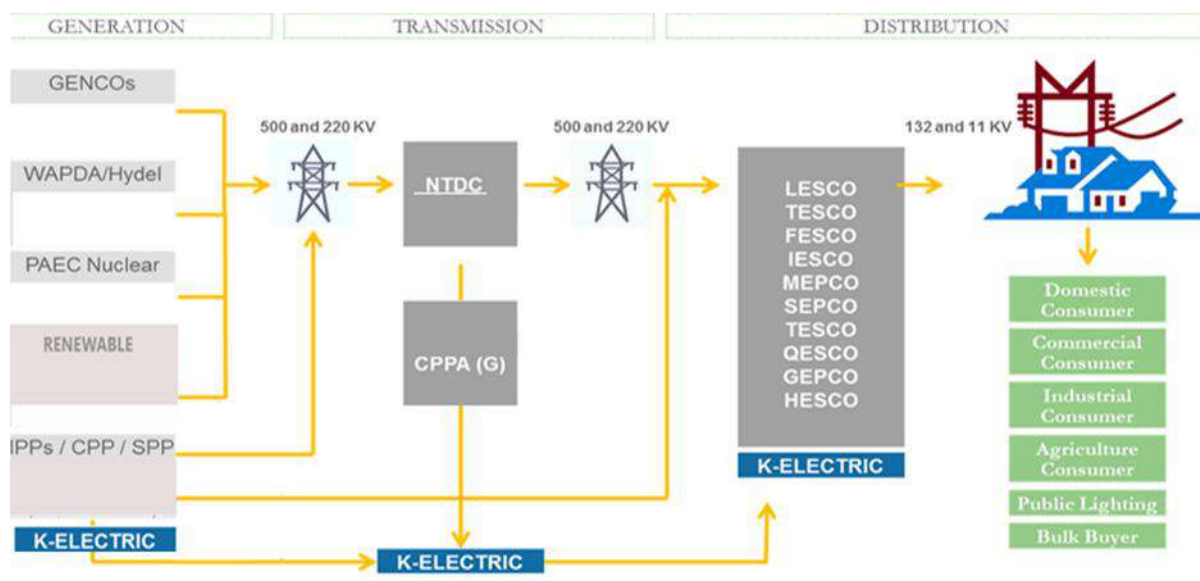 GENERATION
TRANSMISSION
DISTRIBUTION
GENCOs
WAPDA/Hydel
PAEC Nuclear
RENEWABLE
IPPs / CPP / SPP
K-ELECTRIC
500 and 220 KV
NTDC
CPPA (G)
K-ELECTRIC
500 and 220 KV
LESCO
TESCO
FESCO
IESCO
MEPCO
SEPCO
TESCO
QESCO
GEPCO
HESCO
K-ELECTRIC
132 and 11 KV
Domestic
Consumer
Commercial
Consumer
Industrial
Consumer
Agriculture
Consumer
Public Lighting
Bulk Buyer